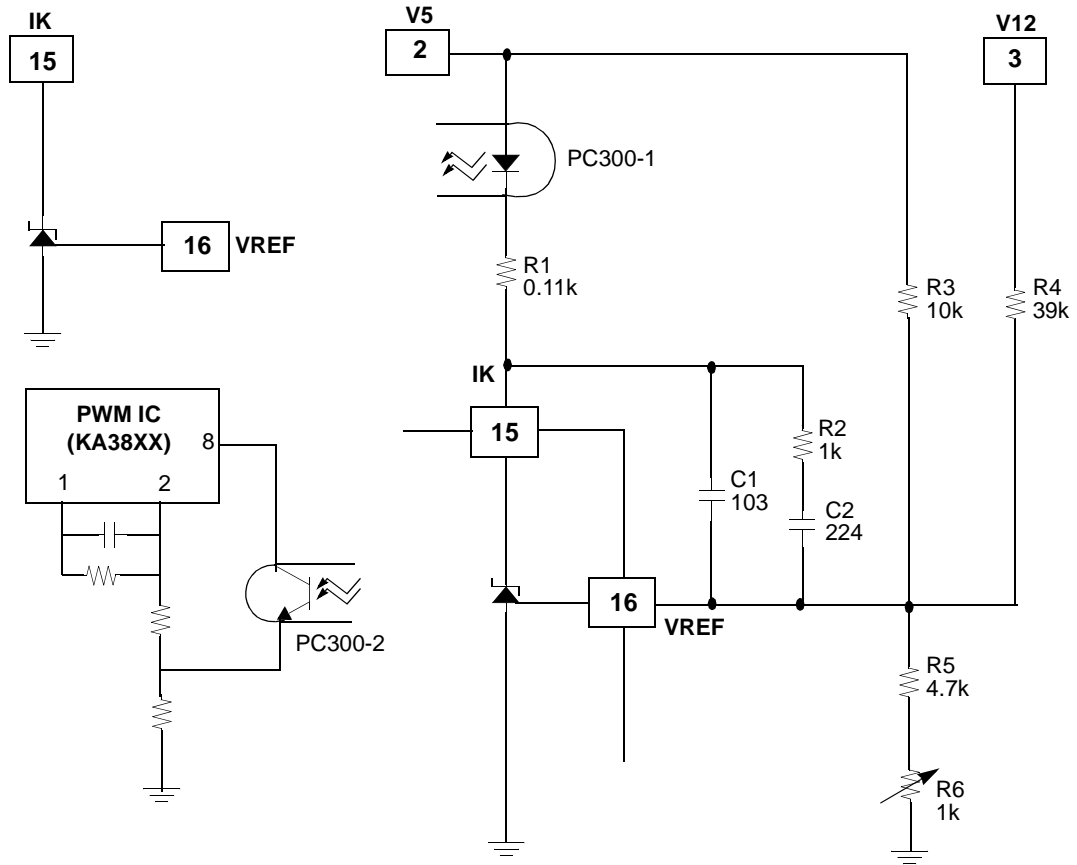 IK
15
16 VREF
PWM IC
(KA38XX)
8
1 2
PC300-2
V5
2
PC300-1
R1
0.11k
IK
15
C1
103
R2
1k
C2
224
16
VREF
R3
10k
V12
3
R4
39k
R5
4.7k
R6
1k